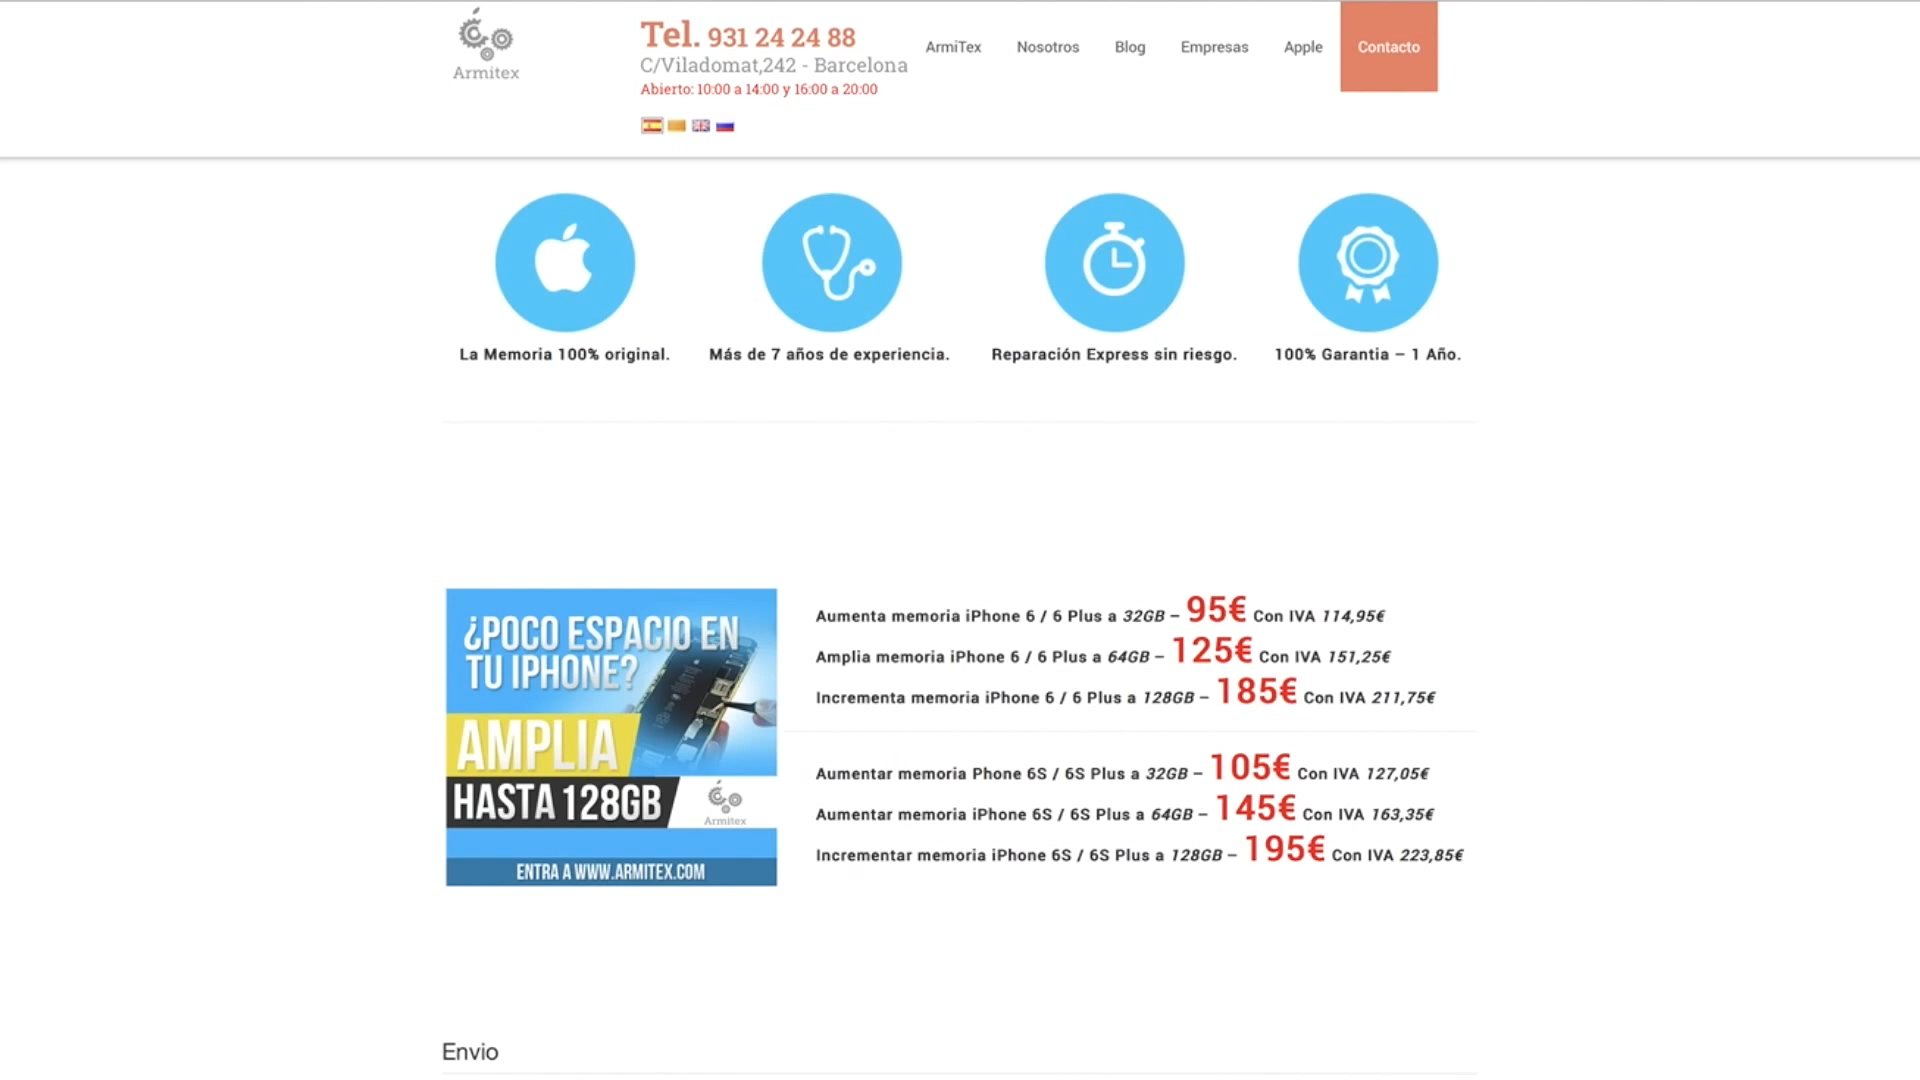 Armitex
Tel. 931 24 24 88
C/Viladomat,242 - Barcelona
Abierto: 10:00 a 14:00 y 16:00 a 20:00
ArmiTex Nosotros Blog Empresas Apple Contacto
La Memoria 100% original.
Más de 7 años de experiencia.
Reparación Express sin riesgo.
100% Garantia – 1 Año.
¿POCO ESPACIO EN
TU IPHONE?
AMPLIA
HASTA 128GB
Armitex
ENTRA A WWW.ARMITEX.COM
Aumenta memoria iPhone 6 / 6 Plus a 32GB – 95€ Con IVA 114,95€
Amplia memoria iPhone 6 / 6 Plus a 64GB – 125€ Con IVA 151,25€
Incrementa memoria iPhone 6 / 6 Plus a 128GB – 185€ Con IVA 211,75€
Aumentar memoria Phone 6S / 6S Plus a 32GB – 105€ Con IVA 127,05€
Aumentar memoria iPhone 6S / 6S Plus a 64GB – 145€ Con IVA 163,35€
Incrementar memoria iPhone 6S / 6S Plus a 128GB – 195€ Con IVA 223,85€
Envio